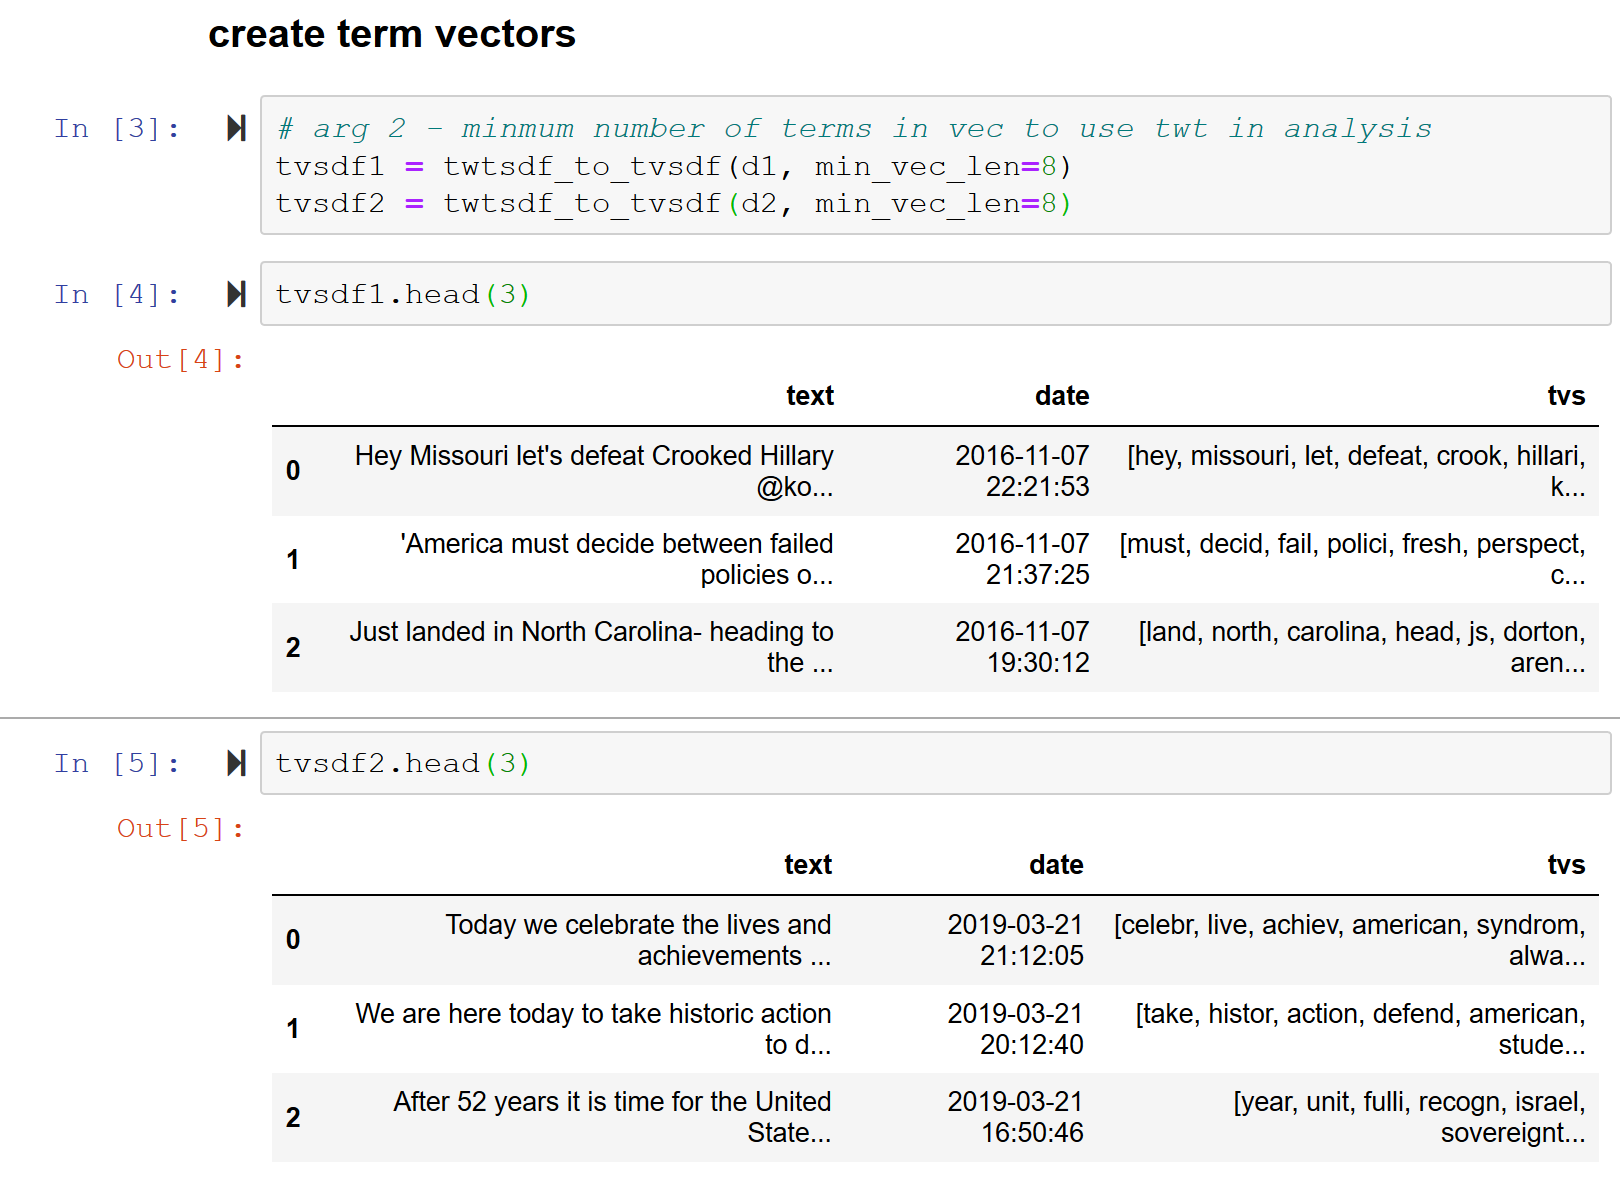 create term vectors
In [3]:
# arg 2 - minmum number of terms in vec to use twt in analysis
tvsdf1 = twtsdf_to_tvsdf(d1, min_vec_len=8)
tvsdf2 = twtsdf_to_tvsdf(d2, min_vec_len=8)
In [4]:
tvsdf1.head(3)
Out[4]:
text date tvs
0 Hey Missouri let's defeat Crooked Hillary 2016-11-07 [hey, missouri, let, defeat, crook, hillari,
@ko... 22:21:53 k...
1 'America must decide between failed 2016-11-07 [must, decid, fail, polici, fresh, perspect,
policies o... 21:37:25 c...
2 Just landed in North Carolina- heading to 2016-11-07 [land, north, carolina, head, js, dorton,
the ... 19:30:12 aren...
In [5]:
tvsdf2.head(3)
Out[5]:
text date tvs
0 Today we celebrate the lives and 2019-03-21 [celebr, live, achiev, american, syndrom,
achievements ... 21:12:05 alwa...
1 We are here today to take historic action 2019-03-21 [take, histor, action, defend, american,
to d... 20:12:40 stude...
2 After 52 years it is time for the United 2019-03-21 [year, unit, fulli, recogn, israel,
State... 16:50:46 sovereignt...